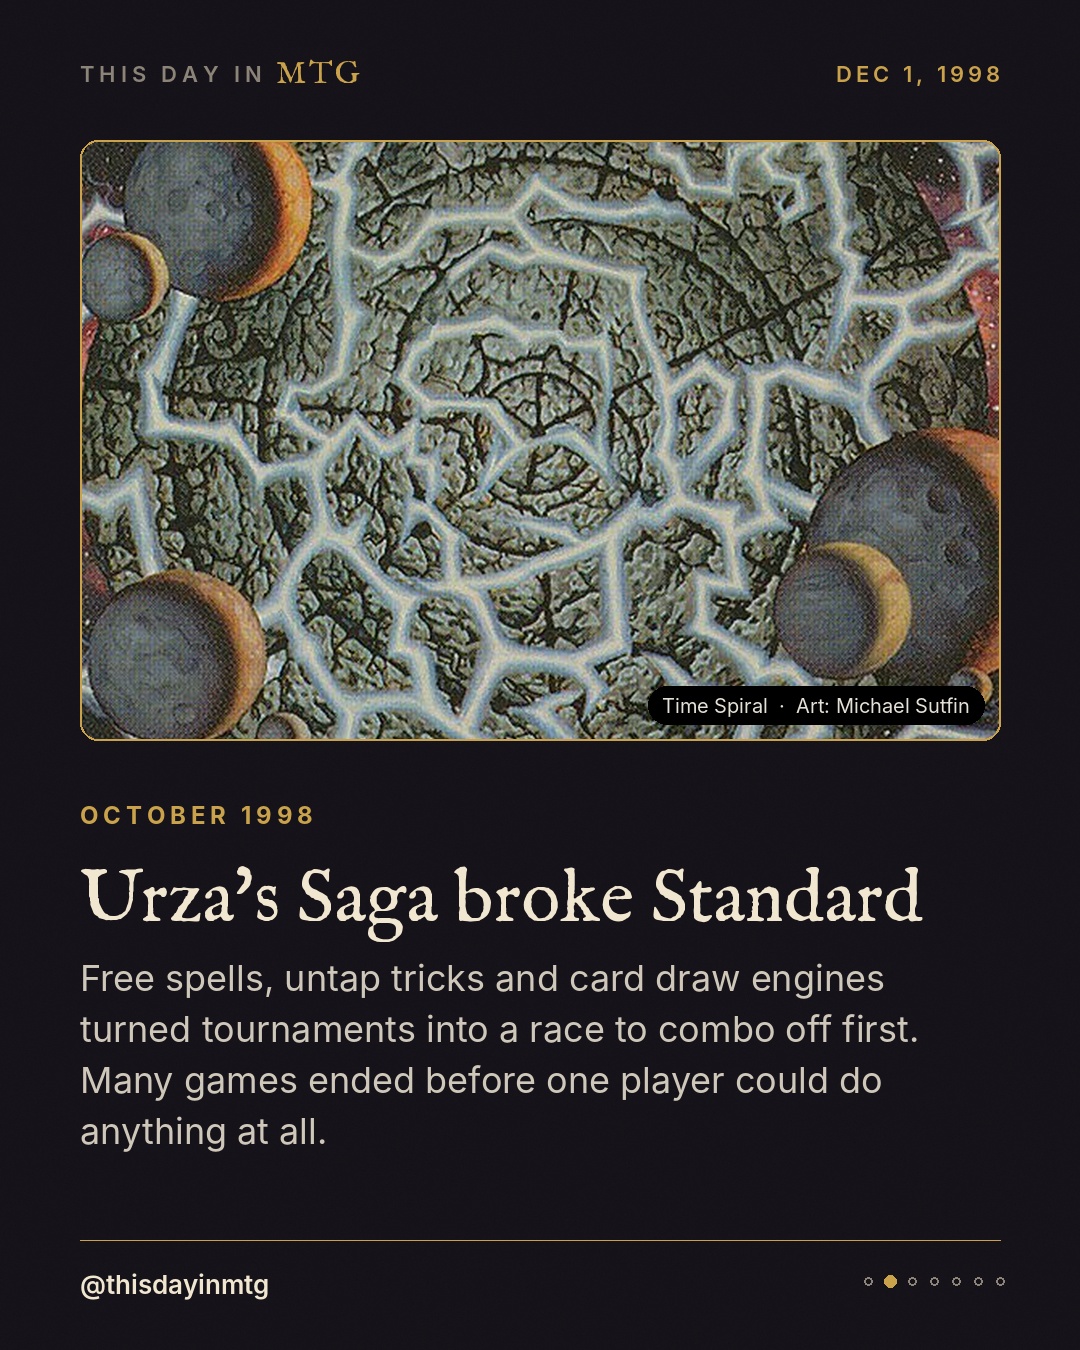 THIS DAY IN MTG
DEC 1, 1998
Time Spiral · Art: Michael Sutfin
OCTOBER 1998
Urza’s Saga broke Standard
Free spells, untap tricks and card draw engines
turned tournaments into a race to combo off first.
Many games ended before one player could do
anything at all.
@thisdayinmtg